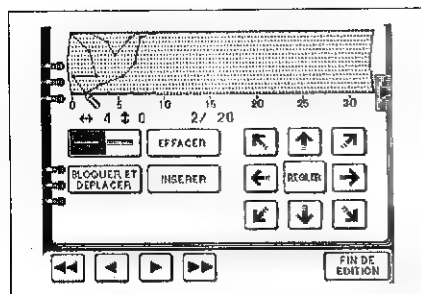 0 5 10 15 20 25 30
↔ 4 ↕ 0 2/ 20
EFFACER
BLOQUER ET
DEPLACER
INSERER
REGLER
FIN DE
EDITION